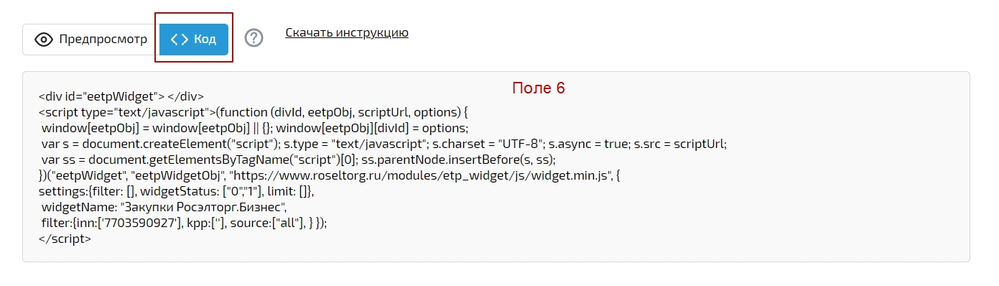 Предпросмотр
Код
?
Скачать инструкцию
Поле 6
<div id="eetpWidget"> </div>
<script type="text/javascript">(function (divId, eetpObj, scriptUrl, options) {
window[eetpObj] = window[eetpObj] || {}; window[eetpObj][divId] = options;
var s = document.createElement("script"); s.type = "text/javascript"; s.charset = "UTF-8"; s.async = true; s.src = scriptUrl;
var ss = document.getElementsByTagName("script")[0]; ss.parentNode.insertBefore(s, ss);
})("eetpWidget", "eetpWidgetObj", "https://www.roseltorg.ru/modules/etp_widget/js/widget.min.js", {
settings:{filter: [], widgetStatus: ["0","1"], limit: []},
widgetName: "Закупки Росэлторг.Бизнес",
filter:{inn:['7703590927'], kpp:[''], source:["all"], } });
</script>